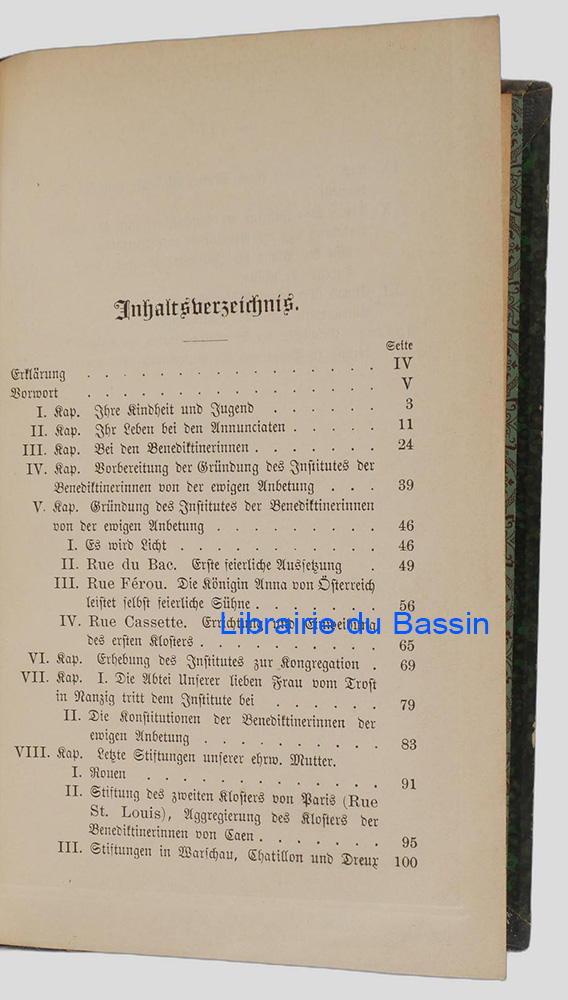 Inhaltsverzeichnis.
Seite
Erklärung . . . . . . . . . . . . . . . IV
Vorwort . . . . . . . . . . . . . . . V
I. Kap. Ihre Kindheit und Jugend . . . . . . 3
II. Kap. Ihr Leben bei den Annunciaten . . . . . 11
III. Kap. Bei den Benediktinerinnen . . . . . . . 24
IV. Kap. Vorbereitung der Gründung des Institutes der
Benediktinerinnen von der ewigen Anbetung . . . 39
V. Kap. Gründung des Institutes der Benediktinerinnen
von der ewigen Anbetung . . . . . . . . . 46
I. Es wird Licht . . . . . . . . . . . 46
II. Rue du Bac. Erste feierliche Aussetzung . 49
III. Rue Férou. Die Königin Anna von Österreich
leistet selbst feierliche Sühne . . . . . . . 56
IV. Rue Cassette. Errichtung und Einweihung
des ersten Klosters . . . . . . . . . . 65
Librairie du Bassin
VI. Kap. Erhebung des Institutes zur Kongregation . 69
VII. Kap. I. Die Abtei Unserer lieben Frau vom Trost
in Nanzig tritt dem Institute bei . . . . . . 79
II. Die Konstitutionen der Benediktinerinnen der
ewigen Anbetung . . . . . . . . . 83
VIII. Kap. Letzte Stiftungen unserer ehrw. Mutter.
I. Rouen . . . . . . . . . . . . 91
II. Stiftung des zweiten Klosters von Paris (Rue
St. Louis), Aggregierung des Klosters der
Benediktinerinnen von Caen . . . . . . . 95
III. Stiftungen in Warschau, Chatillon und Dreux 100